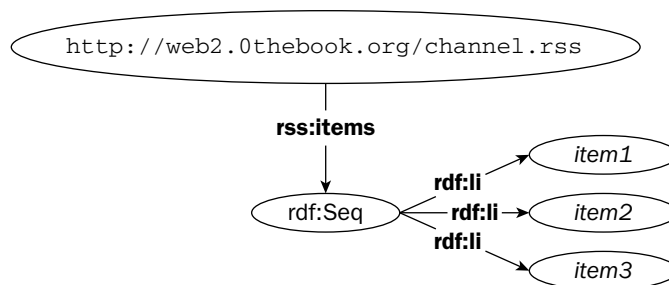 http://web2.0thebook.org/channel.rss
rss:items
item1
rdf:li
rdf:Seq
rdf:li
item2
rdf:li
item3